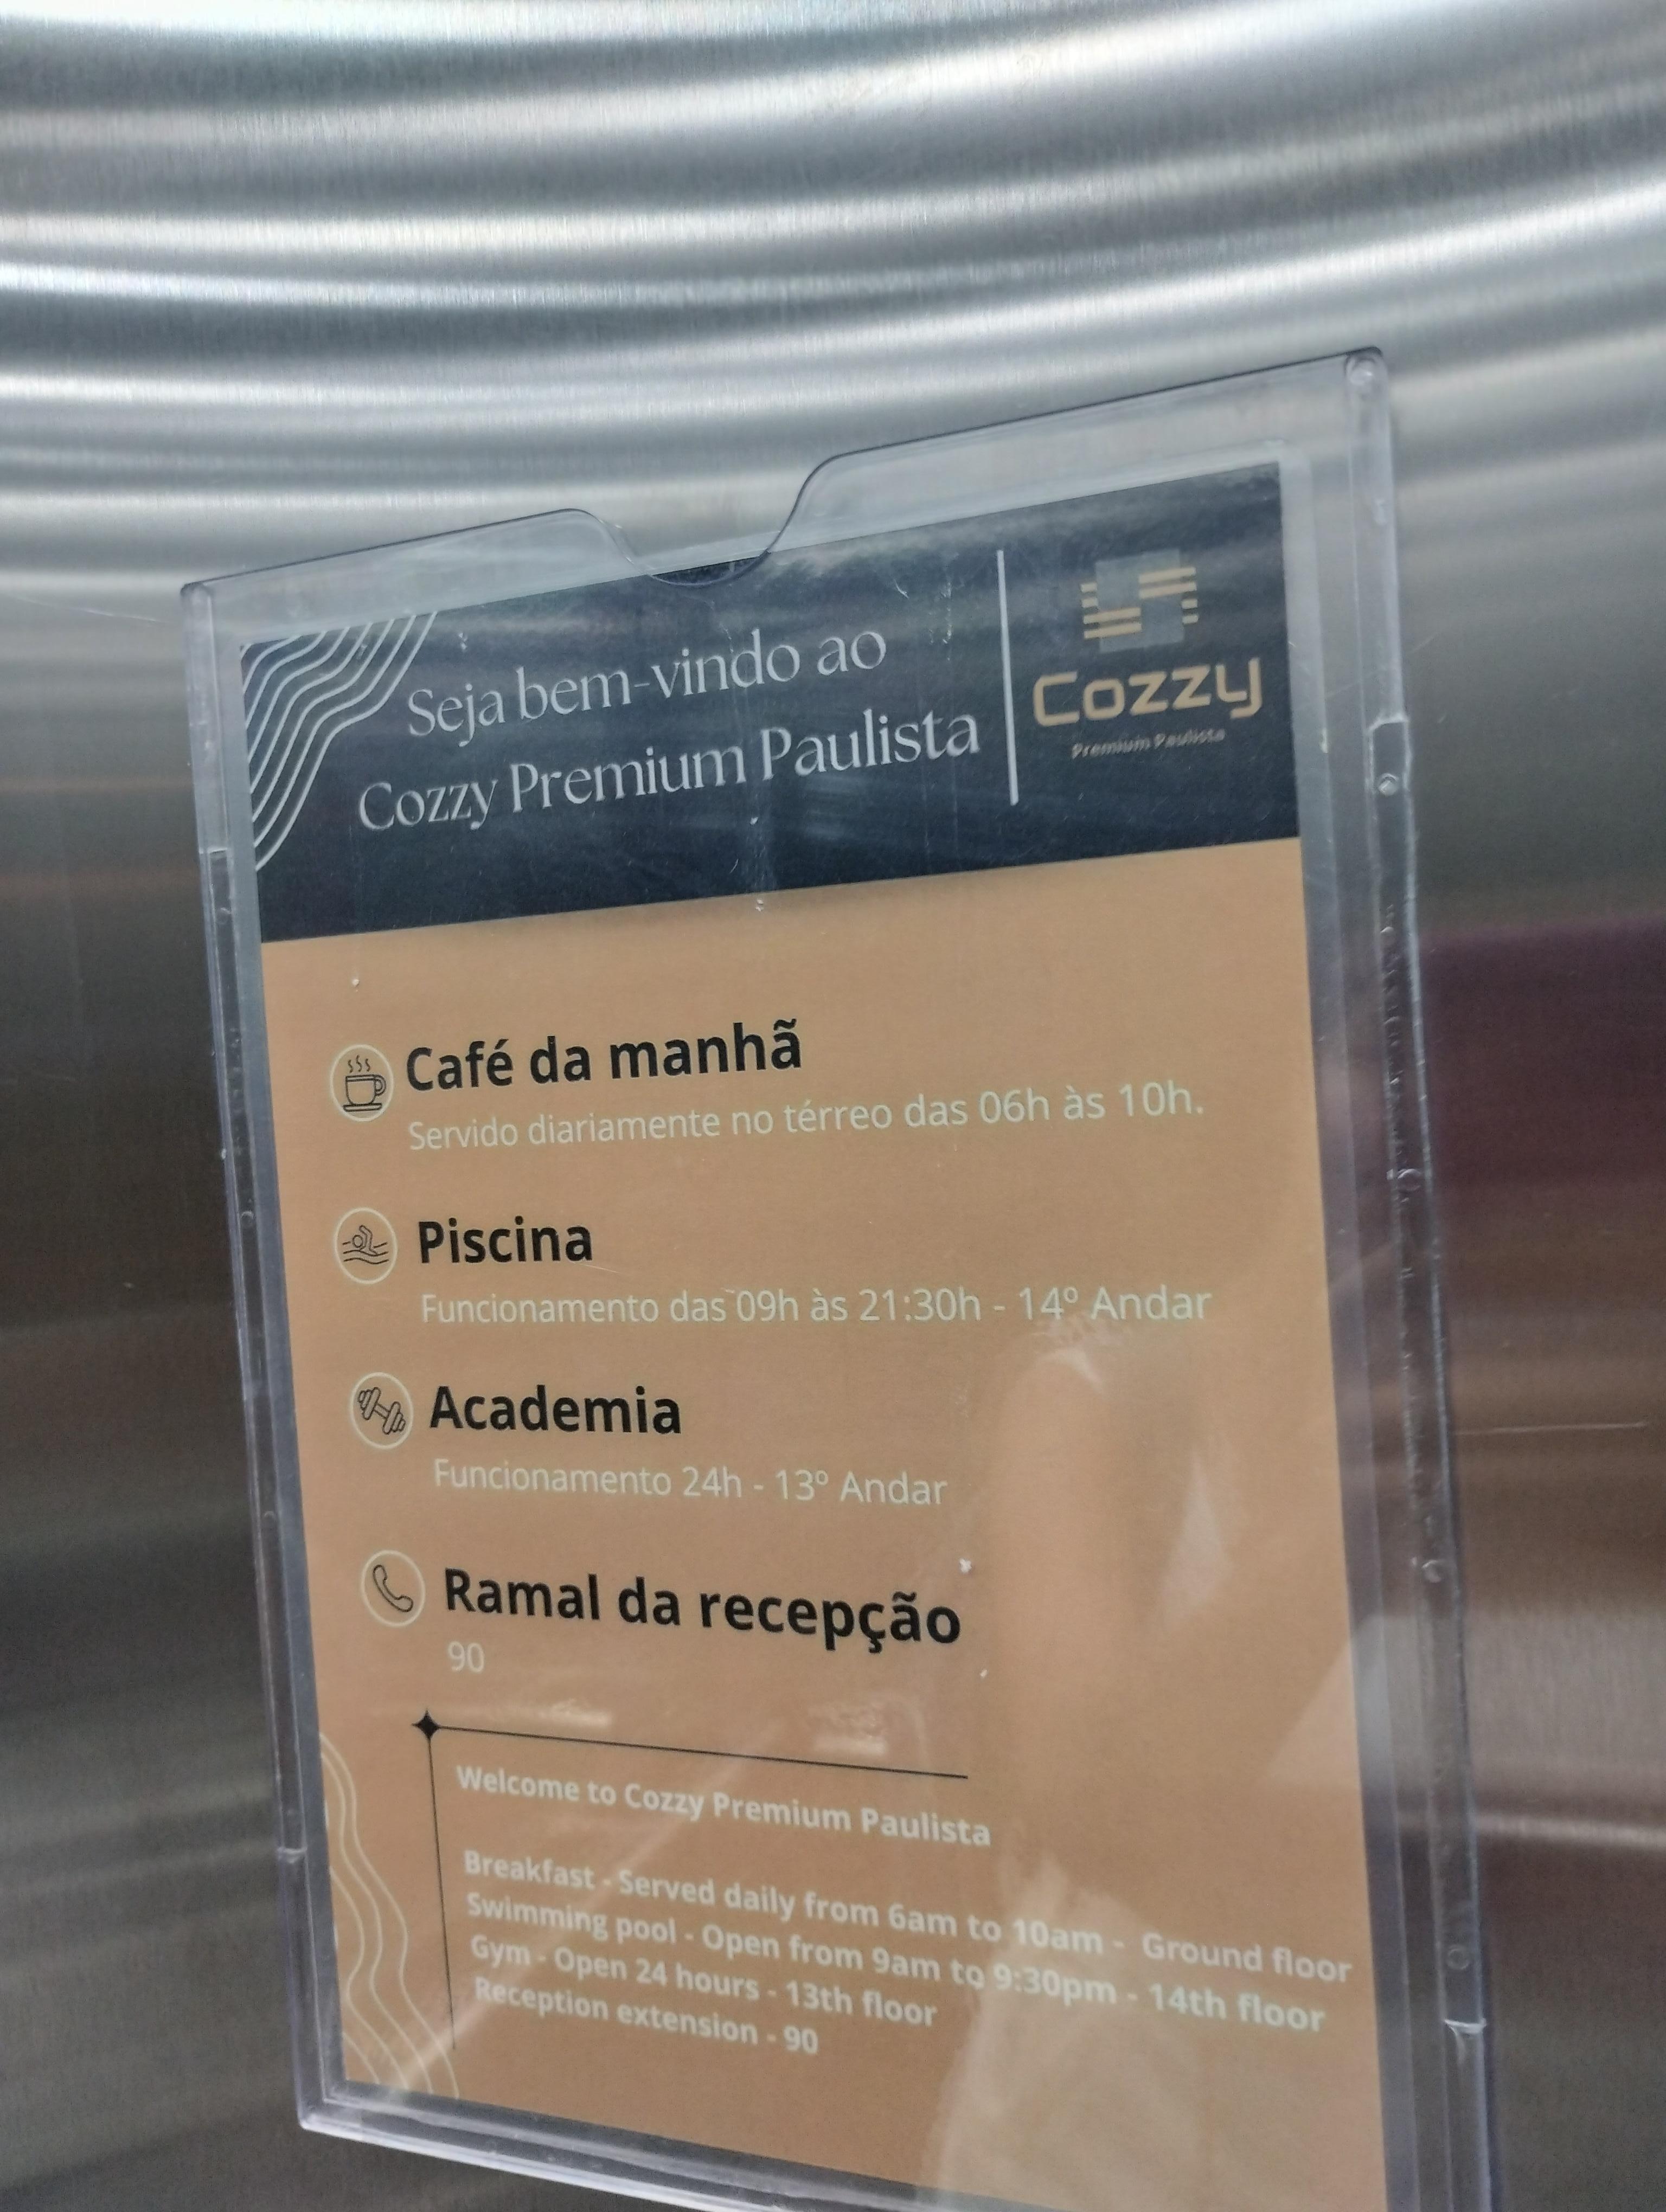 Seja bem-vindo ao
Cozzy Premium Paulista
Cozzy
Premium Paulista
Café da manhã
Servido diariamente no térreo das 06h às 10h.
Piscina
Funcionamento das 09h às 21:30h - 14º Andar
Academia
Funcionamento 24h - 13º Andar
Ramal da recepção
90
Welcome to Cozzy Premium Paulista
Breakfast - Served daily from 6am to 10am - Ground floor
Swimming pool - Open from 9am to 9:30pm - 14th floor
Gym - Open 24 hours - 13th floor
Reception extension - 90